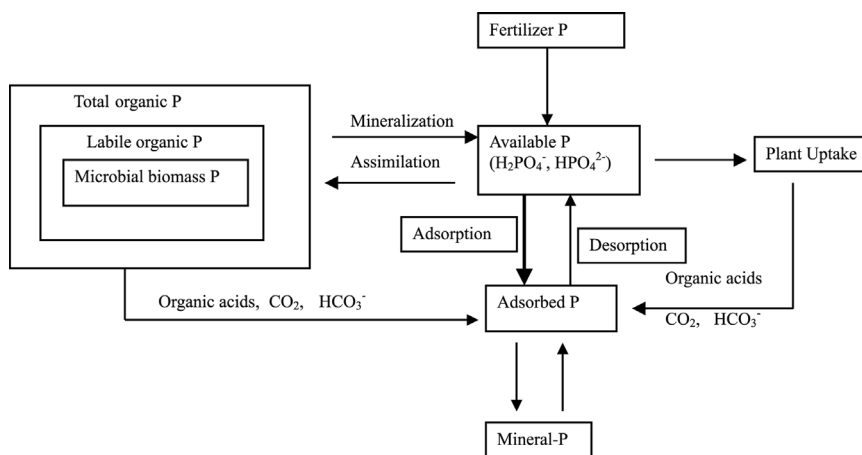 Fertilizer P
Total organic P
Labile organic P
Microbial biomass P
Mineralization
Assimilation
Available P
(H₂PO₄⁻, HPO₄²⁻)
Plant Uptake
Adsorption
Desorption
Organic acids
CO₂, HCO₃⁻
Organic acids, CO₂, HCO₃⁻
Adsorbed P
Mineral-P